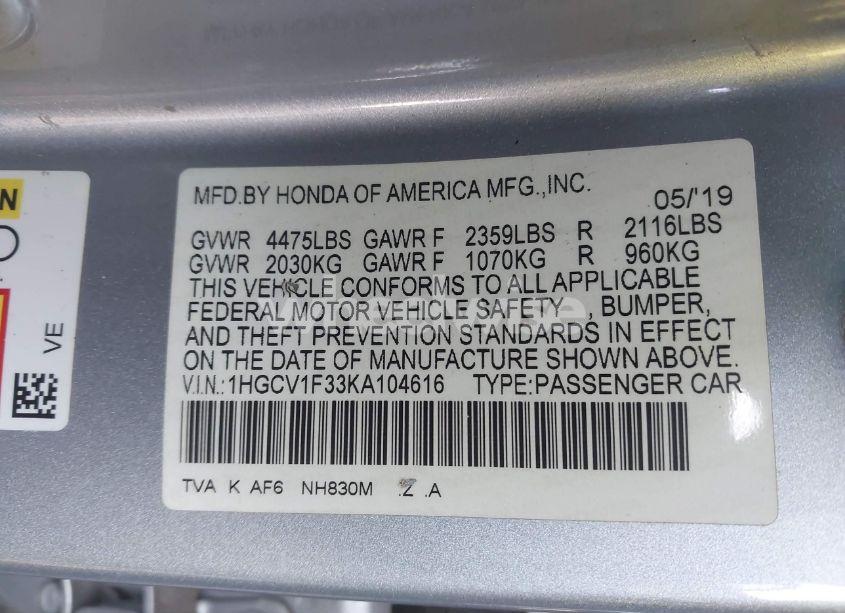 MFD.BY HONDA OF AMERICA MFG.,INC. 05/'19
GVWR 4475LBS GAWR F 2359LBS R 2116LBS
GVWR 2030KG GAWR F 1070KG R 960KG
THIS VEHICLE CONFORMS TO ALL APPLICABLE
FEDERAL MOTOR VEHICLE SAFETY , BUMPER,
AND THEFT PREVENTION STANDARDS IN EFFECT
ON THE DATE OF MANUFACTURE SHOWN ABOVE.
V.I.N.:1HGCV1F33KA104616 TYPE:PASSENGER CAR
TVA K AF6 NH830M .Z .A
N
VE